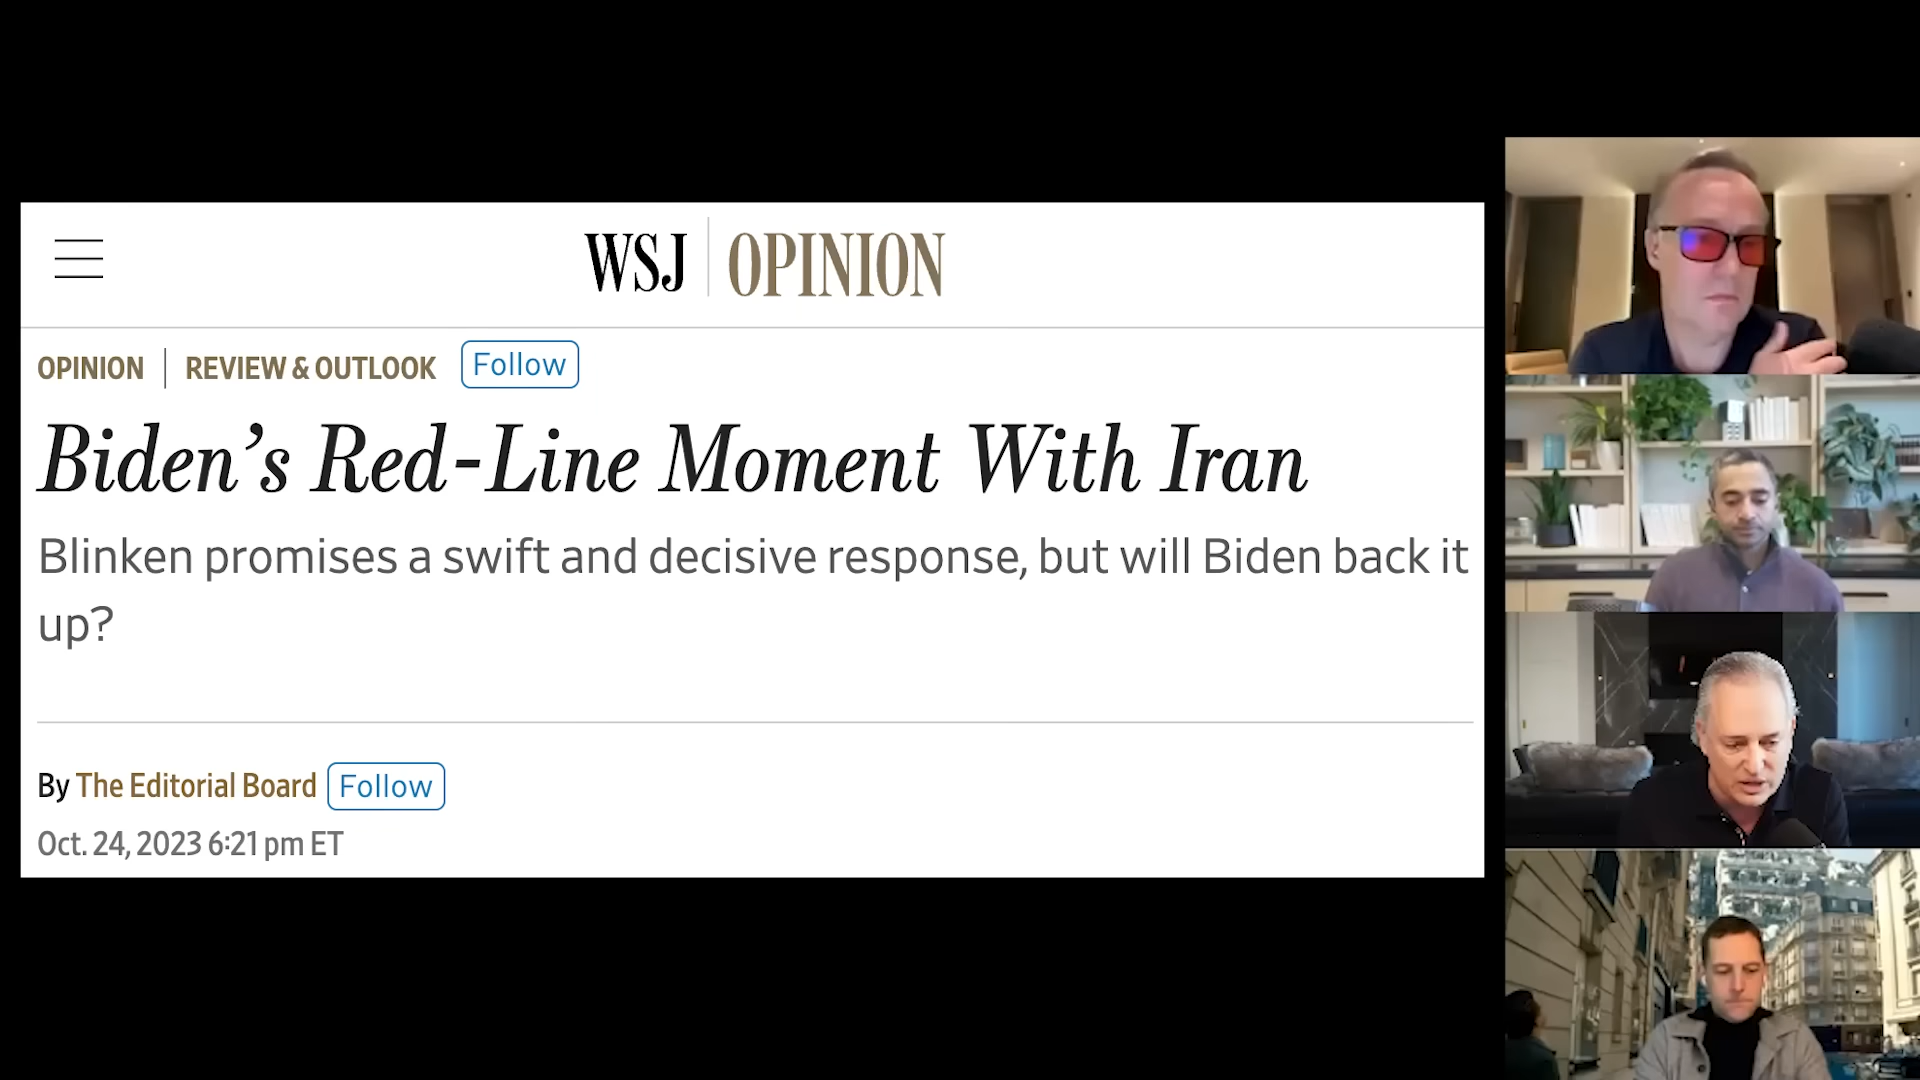 WSJ OPINION
OPINION REVIEW & OUTLOOK Follow
Biden’s Red-Line Moment With Iran
Blinken promises a swift and decisive response, but will Biden back it
up?
By The Editorial Board Follow
Oct. 24, 2023 6:21 pm ET